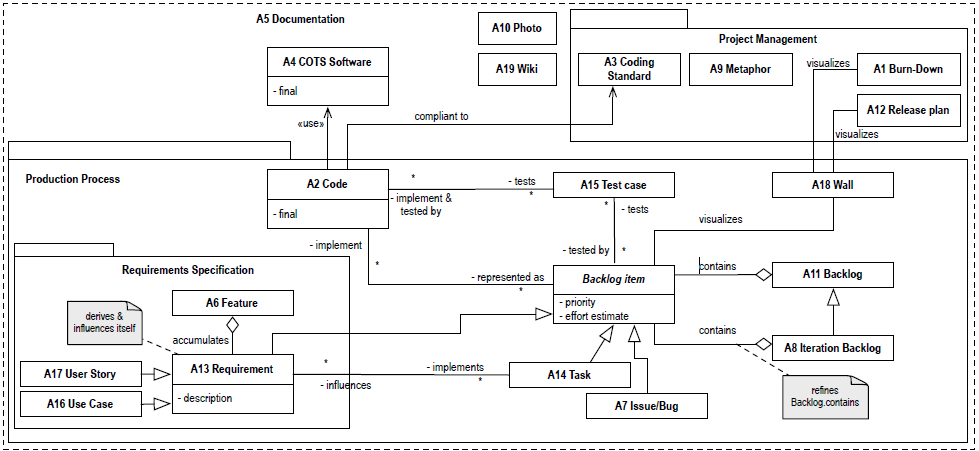 A5 Documentation
A10 Photo
A19 Wiki
Project Management
A3 Coding
Standard
A9 Metaphor
A1 Burn-Down
A12 Release plan
visualizes
visualizes
A4 COTS Software
- final
«use»
compliant to
Production Process
A2 Code
- final
*
- implement &
tested by
- tests
*
A15 Test case
*
- tests
- tested by
*
A18 Wall
visualizes
- implement
*
- represented as
*
Backlog item
- priority
- effort estimate
contains
A11 Backlog
contains
A8 Iteration Backlog
refines
Backlog.contains
Requirements Specification
derives &
influences itself
A6 Feature
accumulates
A17 User Story
A16 Use Case
A13 Requirement
- description
*
- influences
- implements
*
A14 Task
A7 Issue/Bug